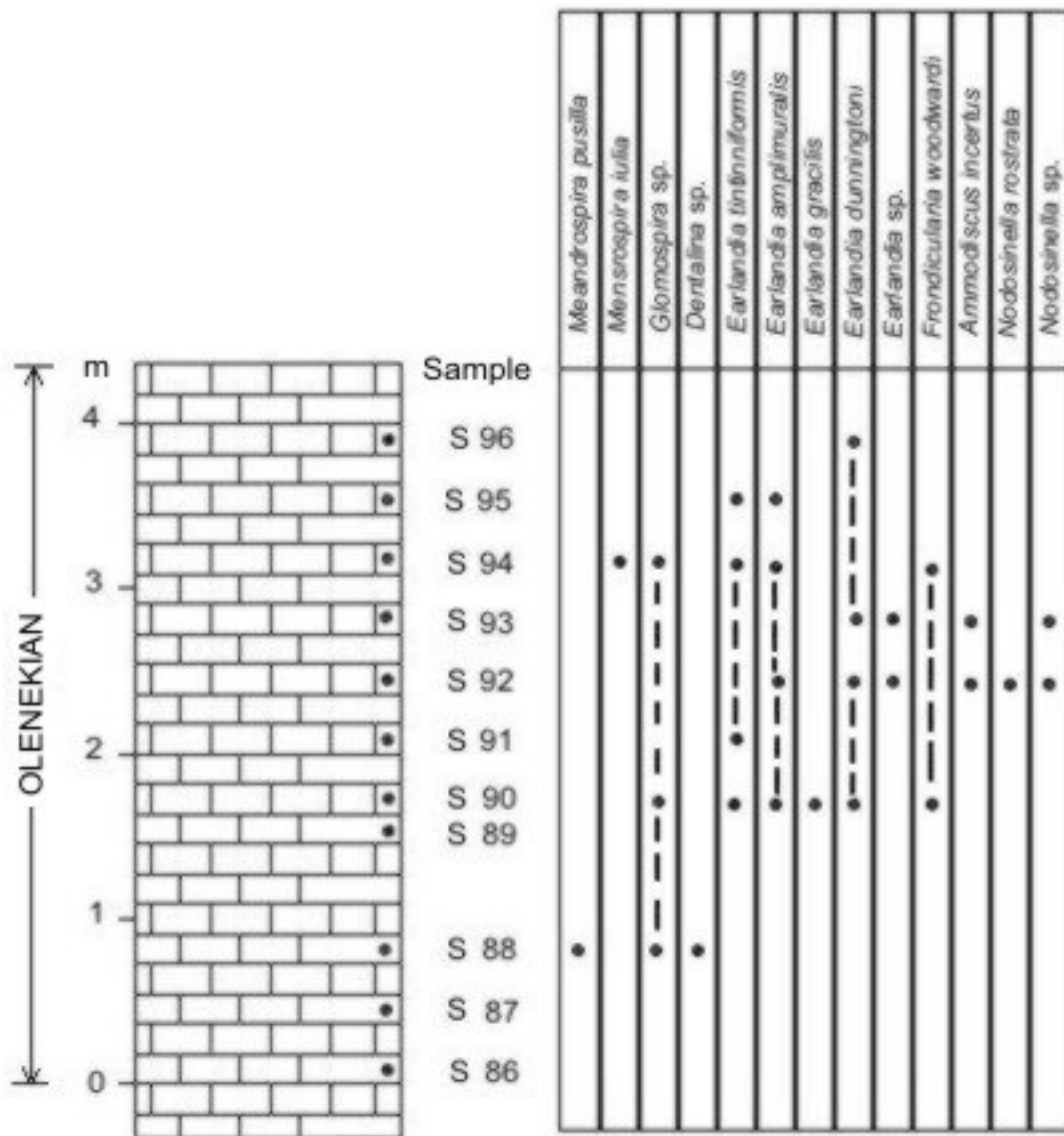 Meandrospira pusilla
Mensrospira iulia
Glomospira sp.
Dentalina sp.
Earlandia tintinniformis
Earlandia amplimuralis
Earlandia gracilis
Earlandia dunningtoni
Earlandia sp.
Frondicularia woodwardi
Ammodiscus incertus
Nodosinella rostrata
Nodosinella sp.
m
Sample
4
S 96
S 95
S 94
3
S 93
S 92
S 91
2
S 90
S 89
1
S 88
S 87
S 86
0
OLENEKIAN